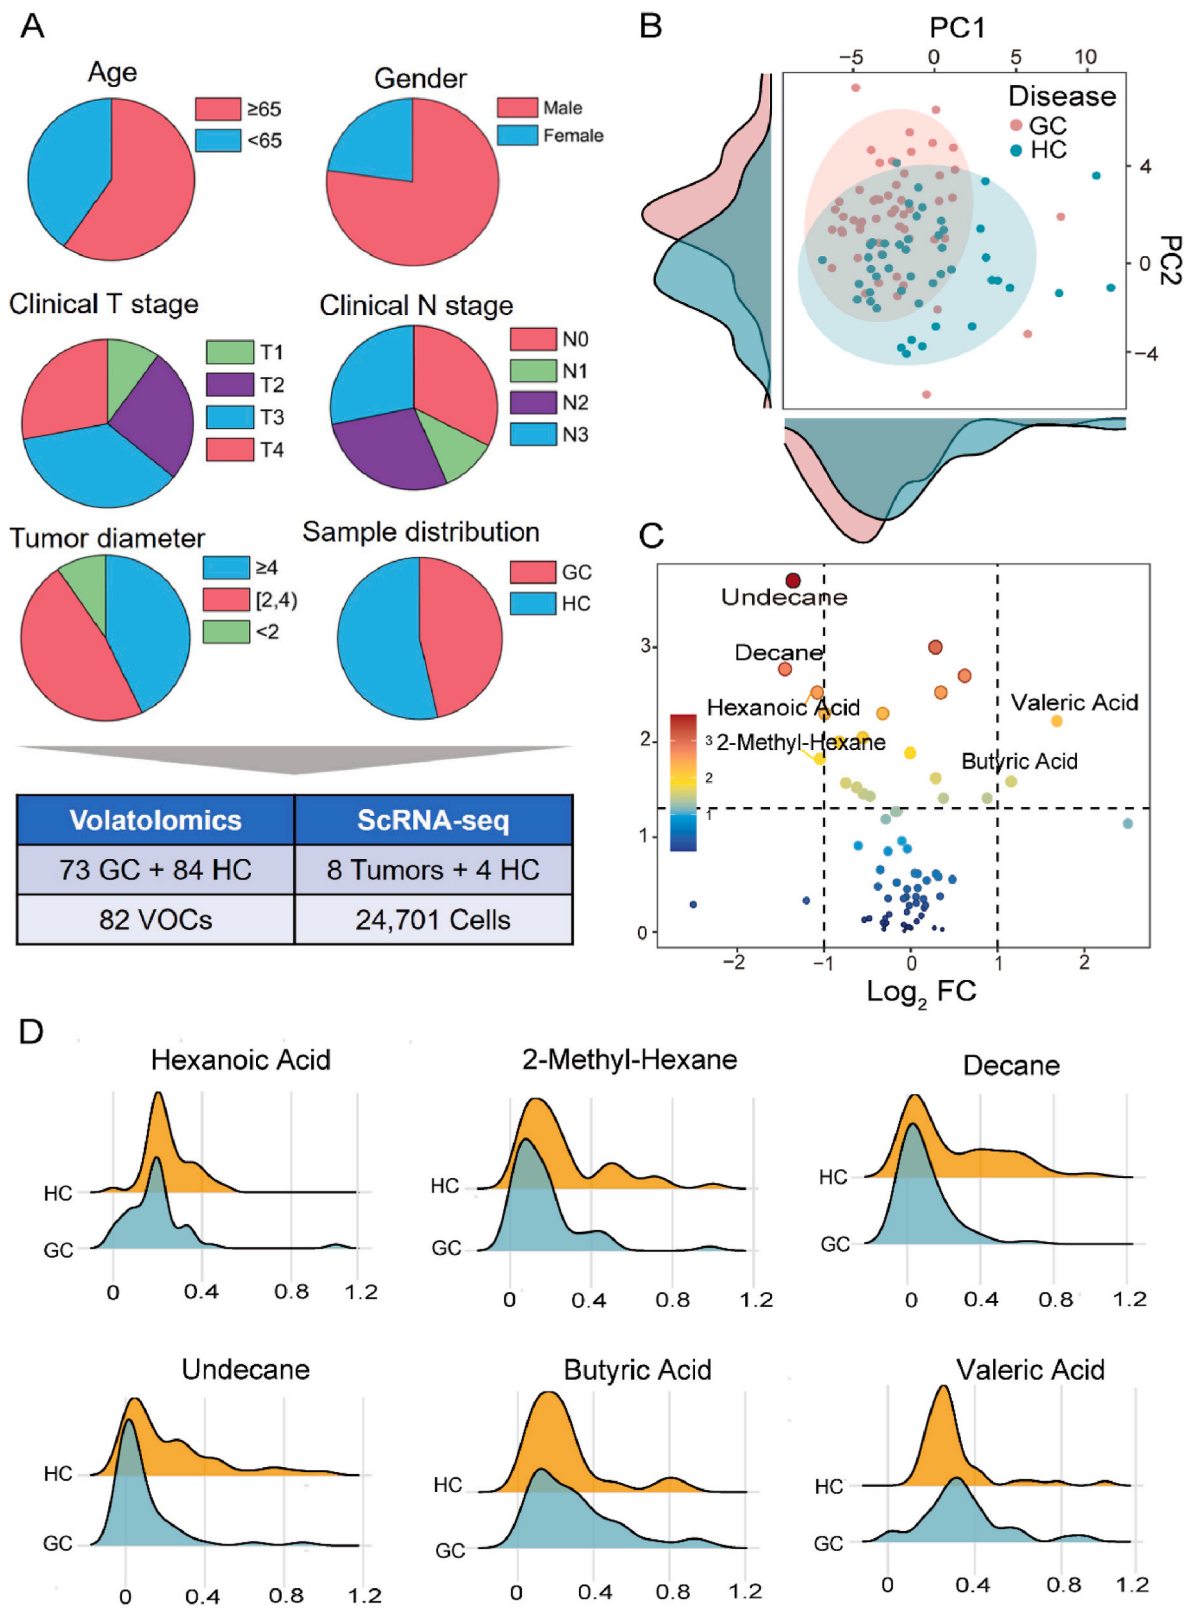 A
Age
≥65
<65
Gender
Male
Female
Clinical T stage
T1
T2
T3
T4
Clinical N stage
N0
N1
N2
N3
Tumor diameter
≥4
[2,4)
<2
Sample distribution
GC
HC
Volatolomics ScRNA-seq
73 GC + 84 HC 8 Tumors + 4 HC
82 VOCs 24,701 Cells
B
PC1
−5 0 5 10
Disease
GC
HC
4
0
−4
PC2
C
Undecane
Decane
Hexanoic Acid
2-Methyl-Hexane
Valeric Acid
Butyric Acid
3
2
1
3
2
1
0
−2 −1 0 1 2
Log2 FC
D
Hexanoic Acid
HC
GC
0 0.4 0.8 1.2
2-Methyl-Hexane
HC
GC
0 0.4 0.8 1.2
Decane
HC
GC
0 0.4 0.8 1.2
Undecane
HC
GC
0 0.4 0.8 1.2
Butyric Acid
HC
GC
0 0.4 0.8 1.2
Valeric Acid
HC
GC
0 0.4 0.8 1.2